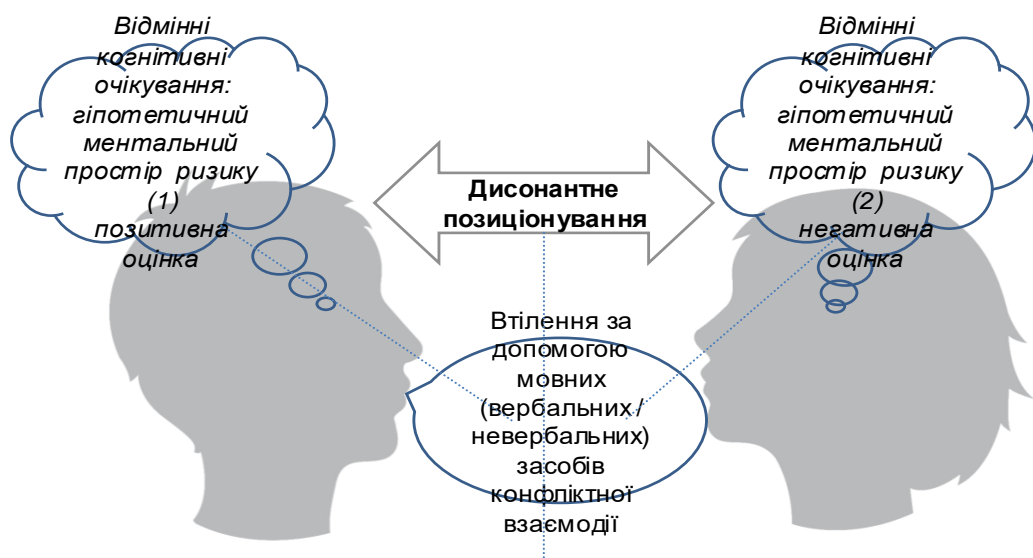 Відмінні
когнітивні
очікування:
гіпотетичний
ментальний
простір ризику
(1)
позитивна
оцінка
Дисонантне
позиціонування
Відмінні
когнітивні
очікування:
гіпотетичний
ментальний
простір ризику
(2)
негативна
оцінка
Втілення за
допомогою
мовних
(вербальних /
невербальних)
засобів
конфліктної
взаємодії